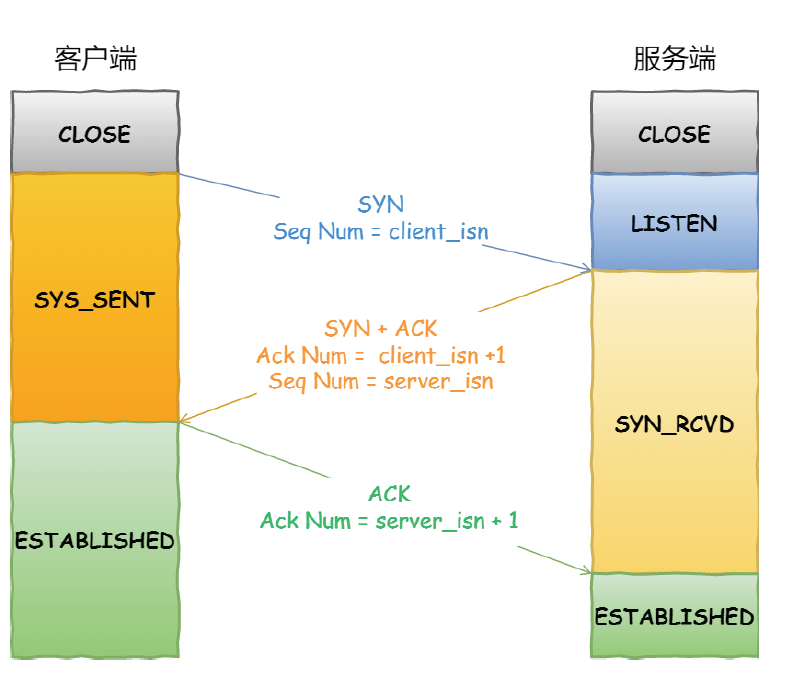 客户端
服务端
CLOSE
CLOSE
SYN
Seq Num = client_isn
LISTEN
SYS_SENT
SYN + ACK
Ack Num = client_isn +1
Seq Num = server_isn
SYN_RCVD
ACK
Ack Num = server_isn + 1
ESTABLISHED
ESTABLISHED